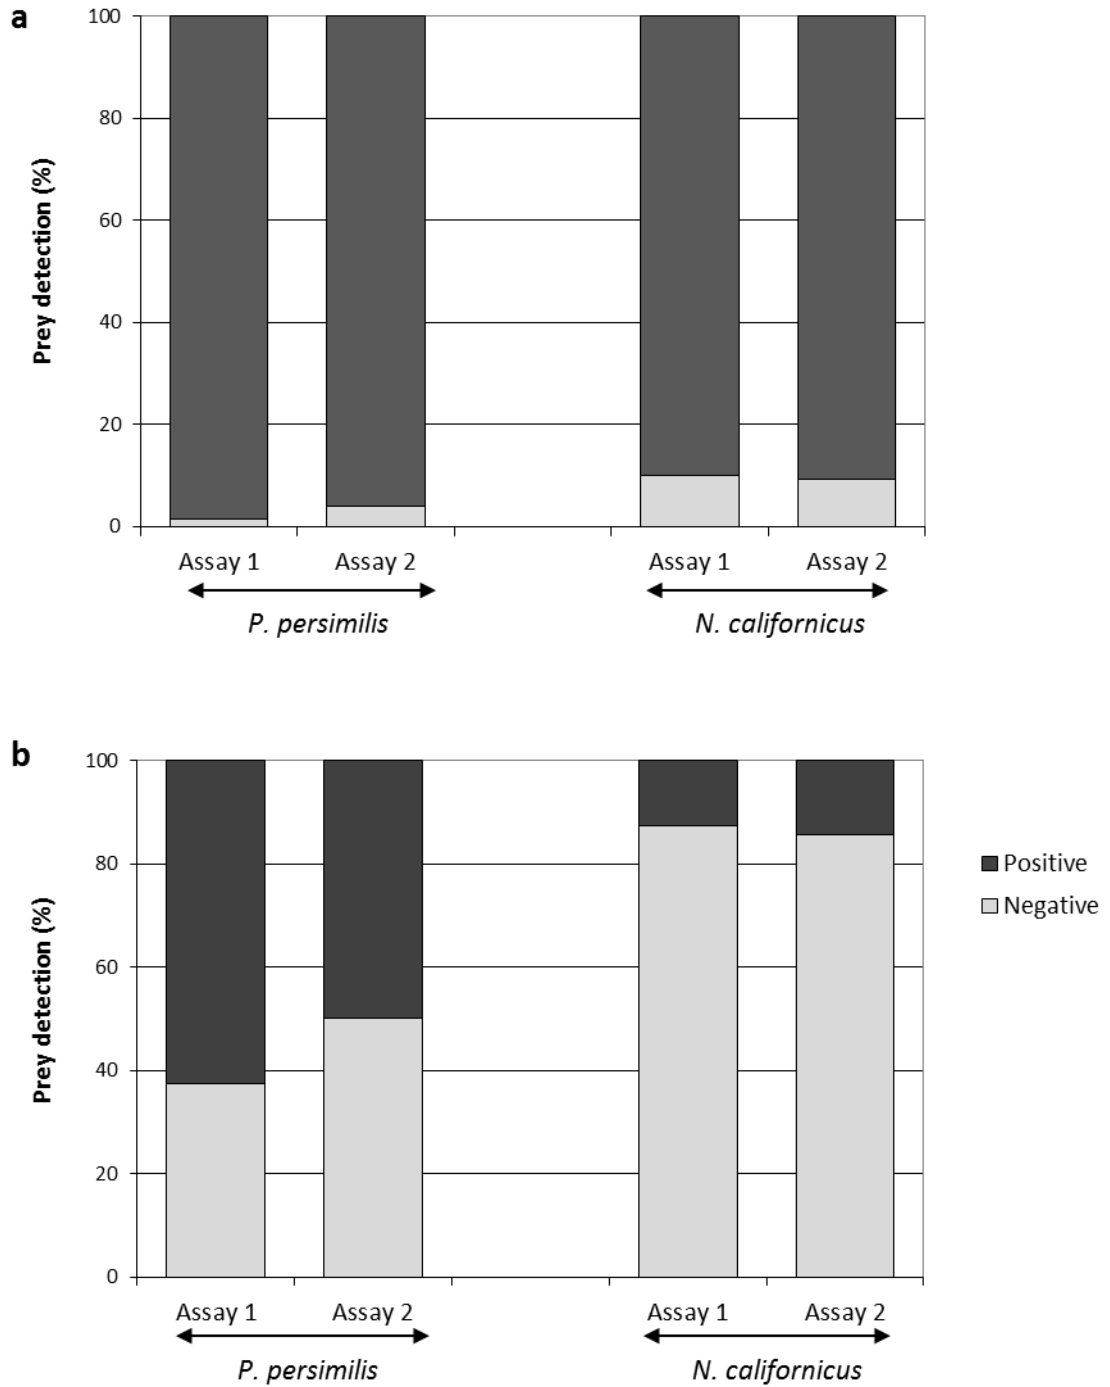 a
Prey detection (%)
100
80
60
40
20
0
Assay 1 Assay 2 Assay 1 Assay 2
P. persimilis N. californicus
b
Prey detection (%)
100
80
60
40
20
0
Assay 1 Assay 2 Assay 1 Assay 2
P. persimilis N. californicus
Positive
Negative